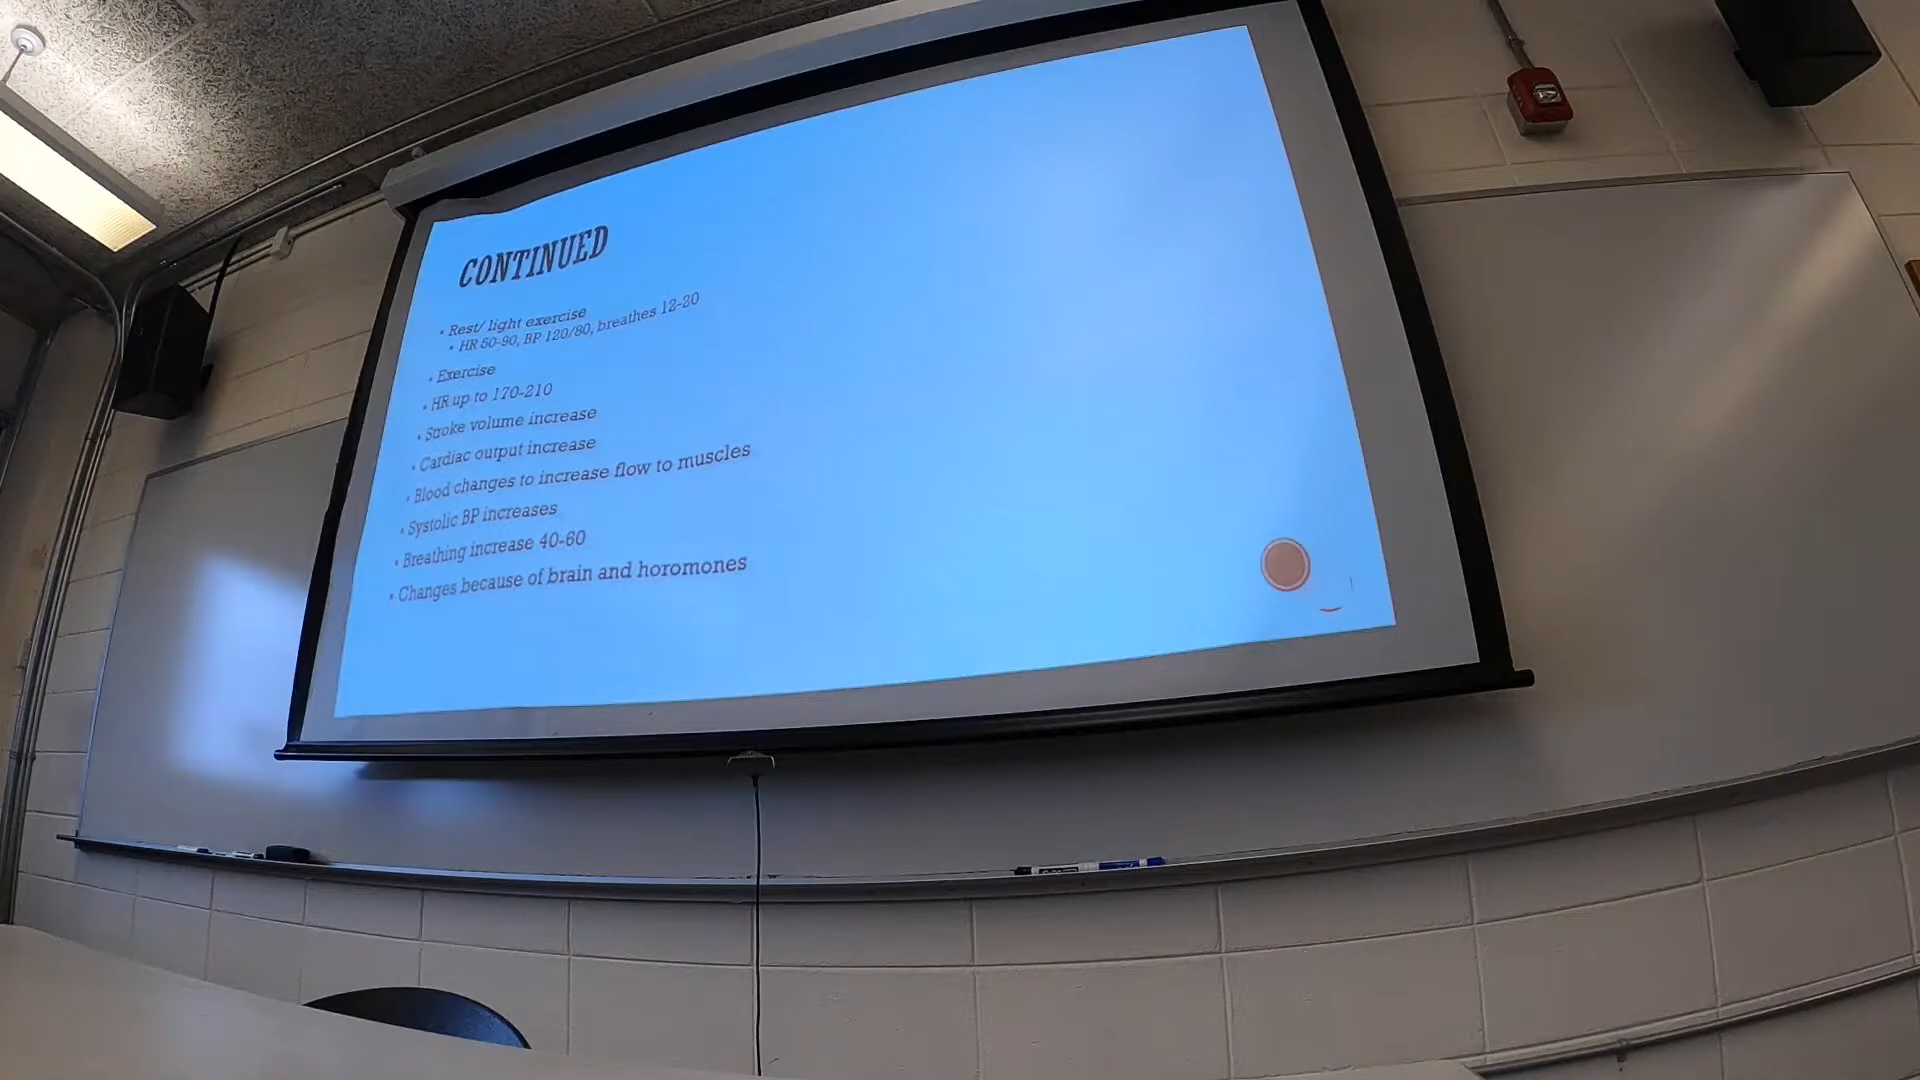 CONTINUED
• Rest/ light exercise
• HR 60-90, BP 120/80, breathes 12-20
• Exercise
• HR up to 170-210
• Stroke volume increase
• Cardiac output increase
• Blood changes to increase flow to muscles
• Systolic BP increases
• Breathing increase 40-60
• Changes because of brain and horomones